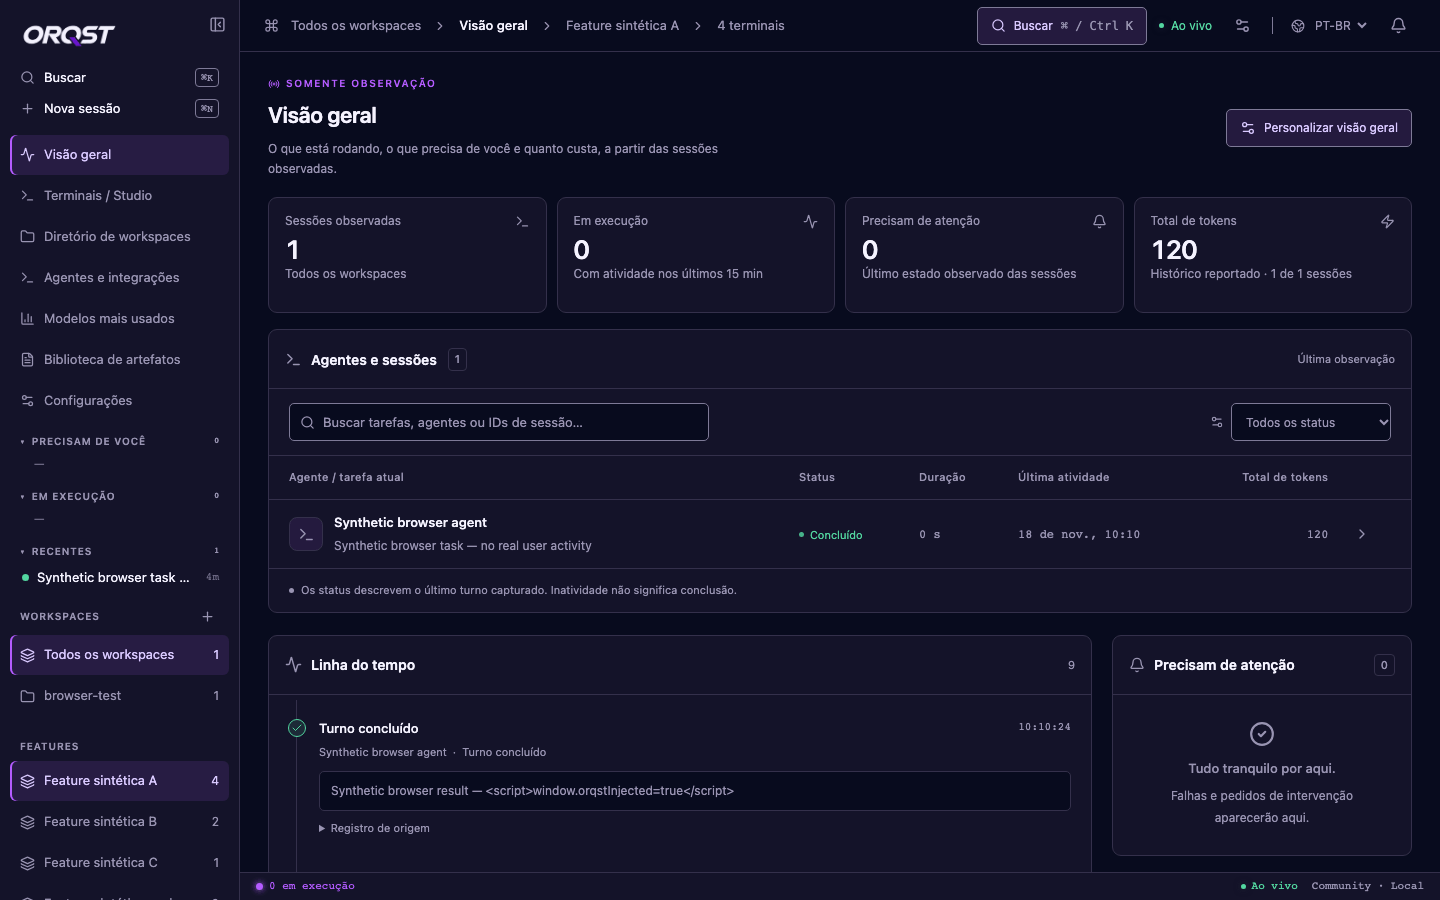 ORQST
Buscar ⌘K
Nova sessão ⌘N
Visão geral
Terminais / Studio
Diretório de workspaces
Agentes e integrações
Modelos mais usados
Biblioteca de artefatos
Configurações
PRECISAM DE VOCÊ 0
—
EM EXECUÇÃO 0
—
RECENTES 1
Synthetic browser task ... 4m
WORKSPACES
Todos os workspaces 1
browser-test 1
FEATURES
Feature sintética A 4
Feature sintética B 2
Feature sintética C 1
⌘ Todos os workspaces > Visão geral > Feature sintética A > 4 terminais
Buscar ⌘ / Ctrl K
Ao vivo
PT-BR
SOMENTE OBSERVAÇÃO
Visão geral
O que está rodando, o que precisa de você e quanto custa, a partir das sessões
observadas.
Personalizar visão geral
Sessões observadas
1
Todos os workspaces
Em execução
0
Com atividade nos últimos 15 min
Precisam de atenção
0
Último estado observado das sessões
Total de tokens
120
Histórico reportado · 1 de 1 sessões
Agentes e sessões 1
Última observação
Buscar tarefas, agentes ou IDs de sessão...
Todos os status
Agente / tarefa atual Status Duração Última atividade Total de tokens
Synthetic browser agent
Synthetic browser task — no real user activity
Concluído 0 s 18 de nov., 10:10 120
Os status descrevem o último turno capturado. Inatividade não significa conclusão.
Linha do tempo 9
Turno concluído 10:10:24
Synthetic browser agent · Turno concluído
Synthetic browser result — <script>window.orqstInjected=true</script>
Registro de origem
Precisam de atenção 0
Tudo tranquilo por aqui.
Falhas e pedidos de intervenção
aparecerão aqui.
0 em execução
Ao vivo Community · Local